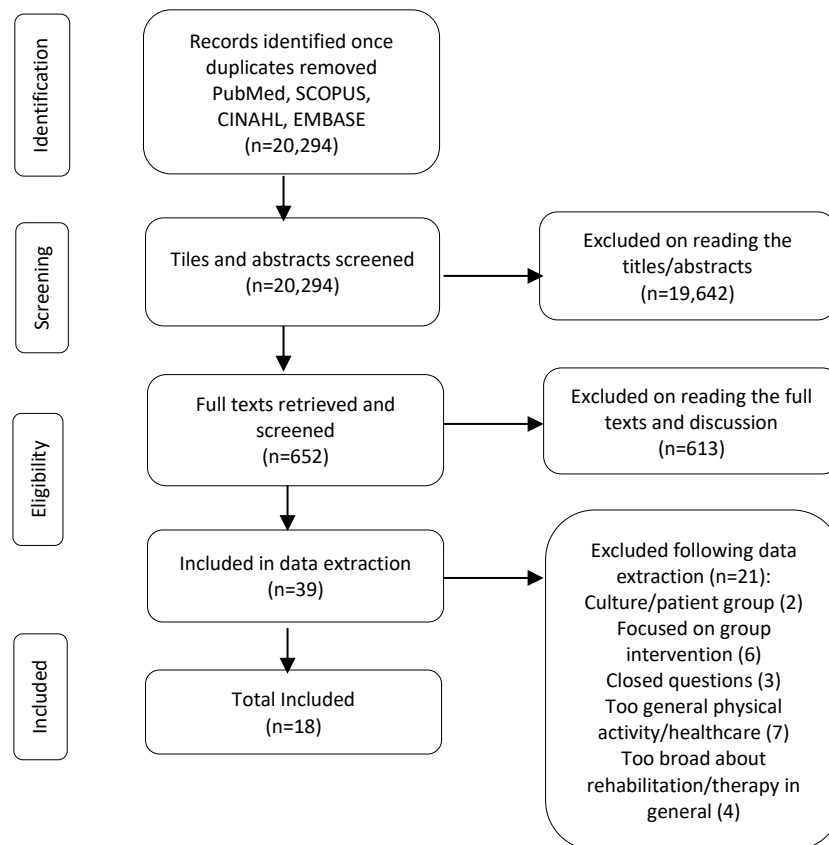 Identification
Records identified once
duplicates removed
PubMed, SCOPUS,
CINAHL, EMBASE
(n=20,294)
Screening
Tiles and abstracts screened
(n=20,294)
Excluded on reading the
titles/abstracts
(n=19,642)
Eligibility
Full texts retrieved and
screened
(n=652)
Excluded on reading the full
texts and discussion
(n=613)
Included in data extraction
(n=39)
Excluded following data
extraction (n=21):
Culture/patient group (2)
Focused on group
intervention (6)
Closed questions (3)
Too general physical
activity/healthcare (7)
Too broad about
rehabilitation/therapy in
general (4)
Included
Total Included
(n=18)